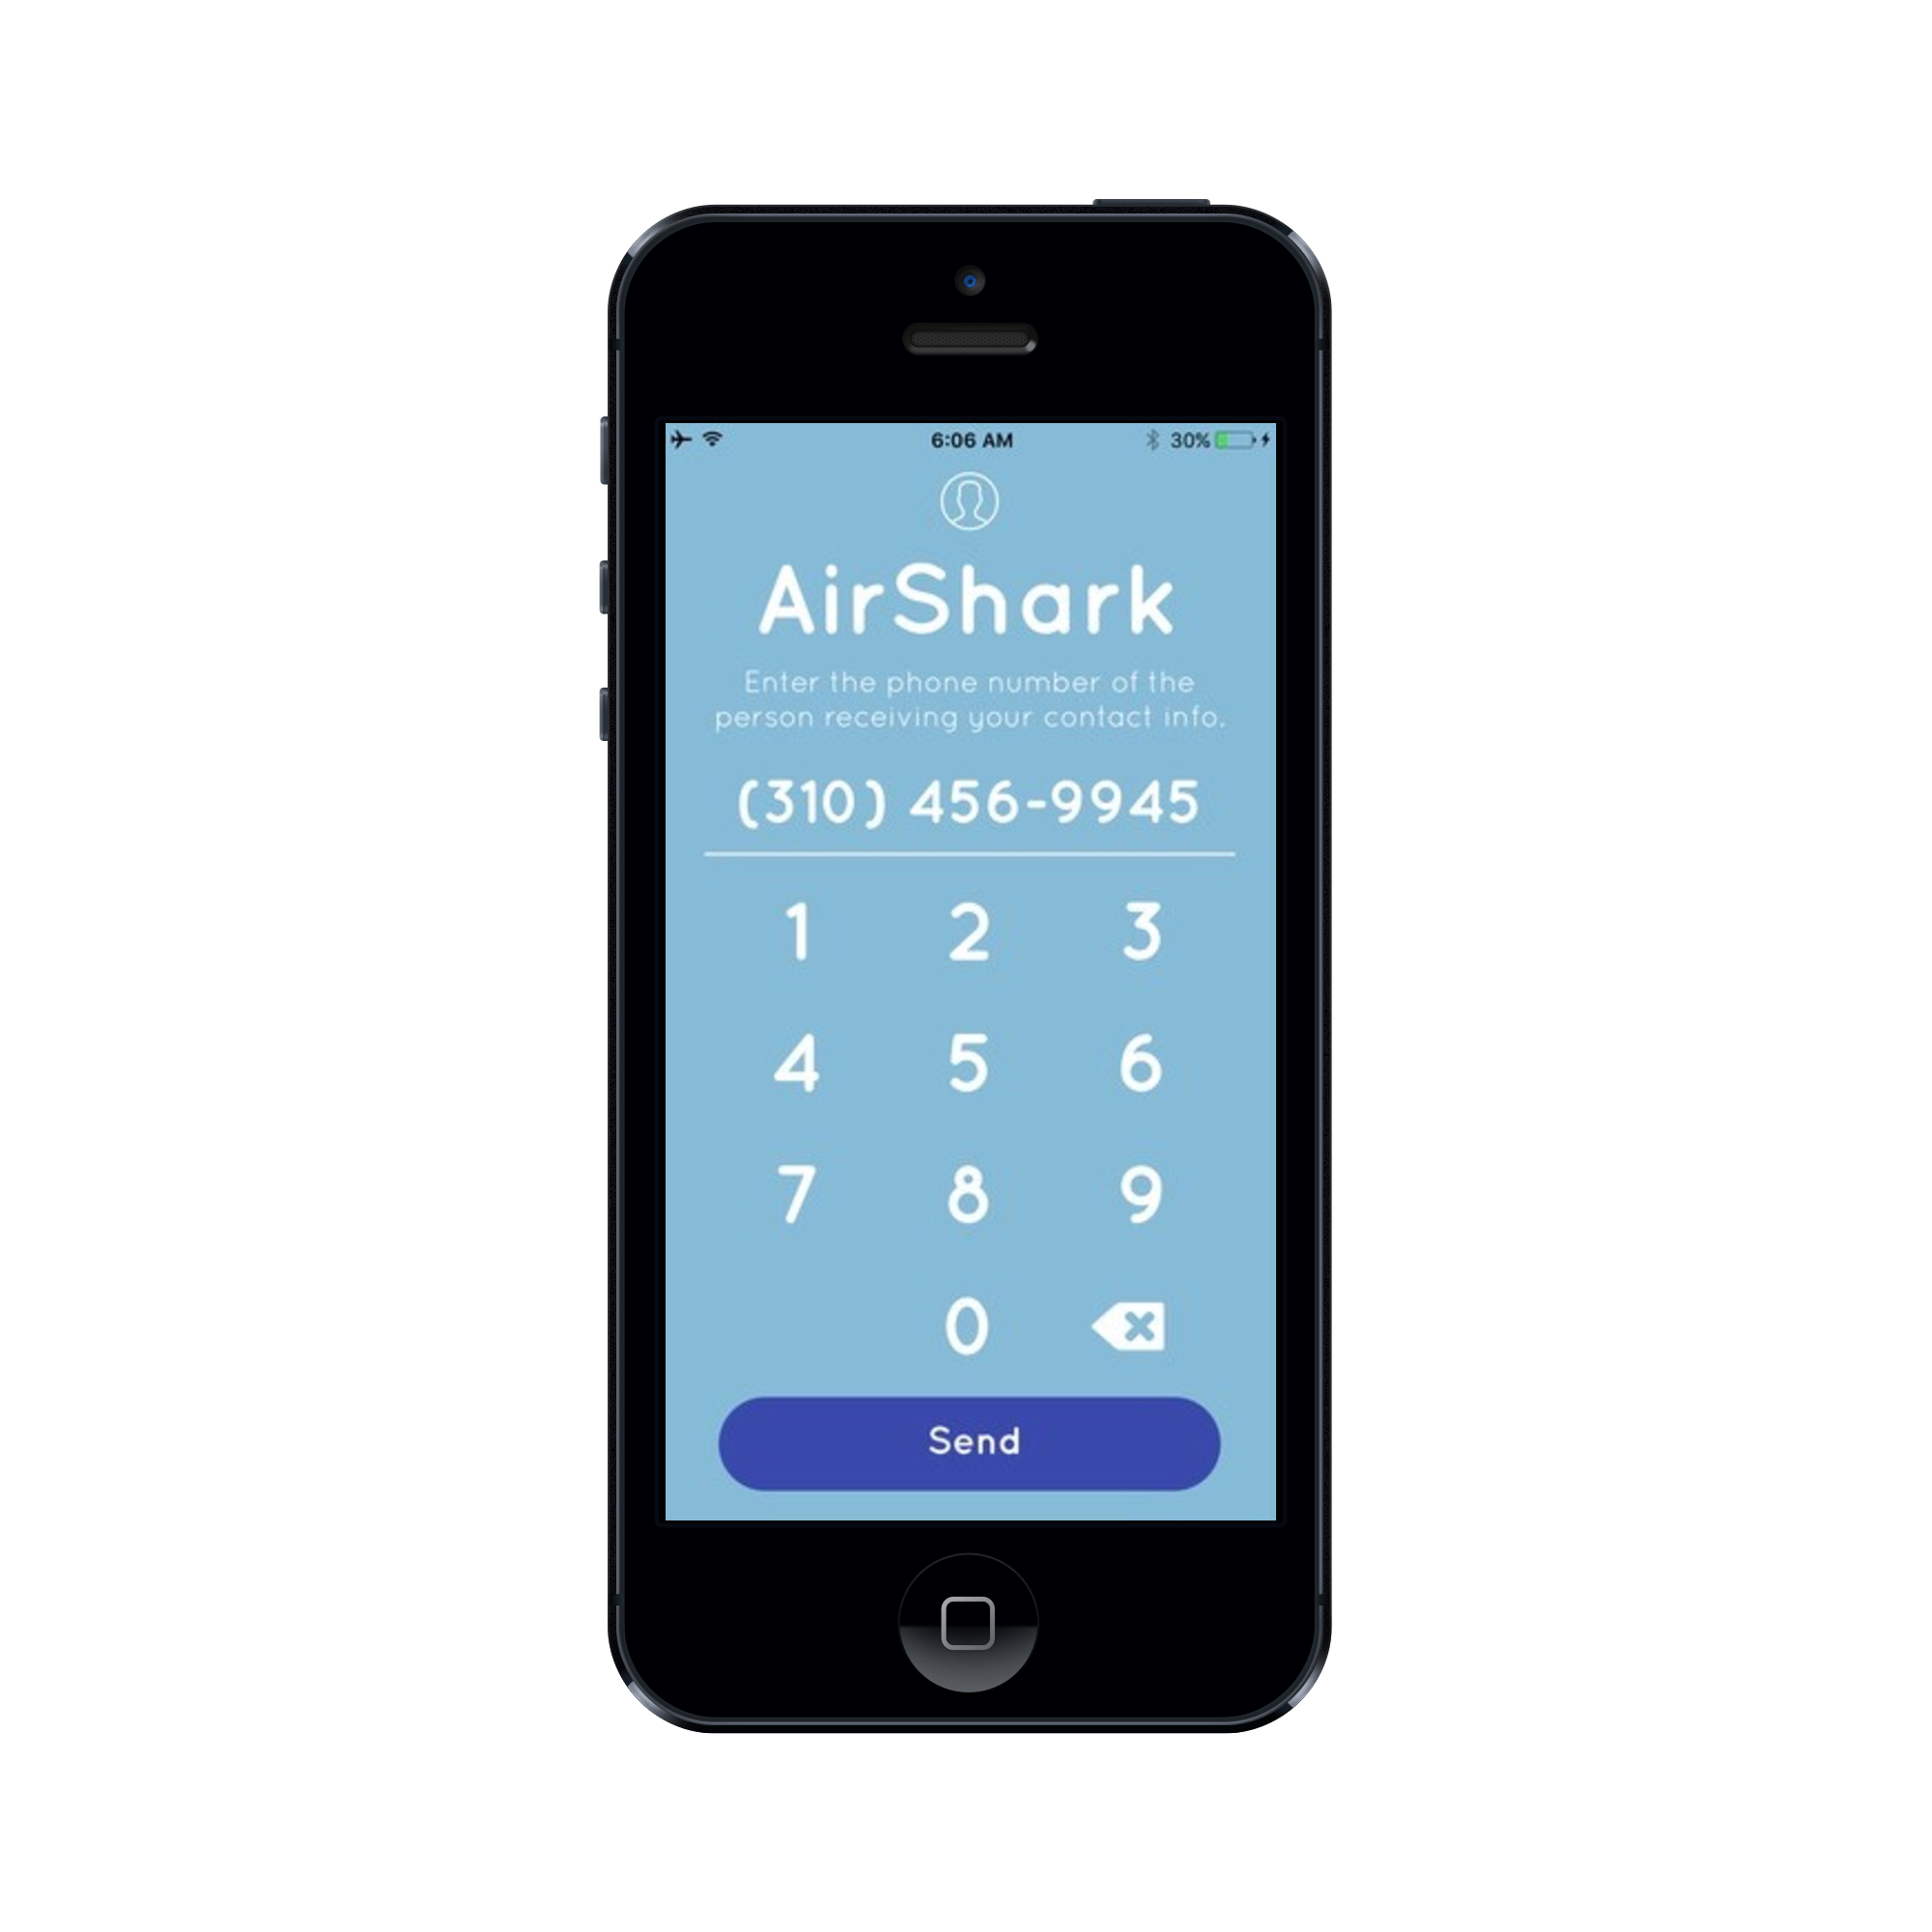 6:06 AM 30%
AirShark
Enter the phone number of the
person receiving your contact info.
(310) 456-9945
1 2 3
4 5 6
7 8 9
0
Send